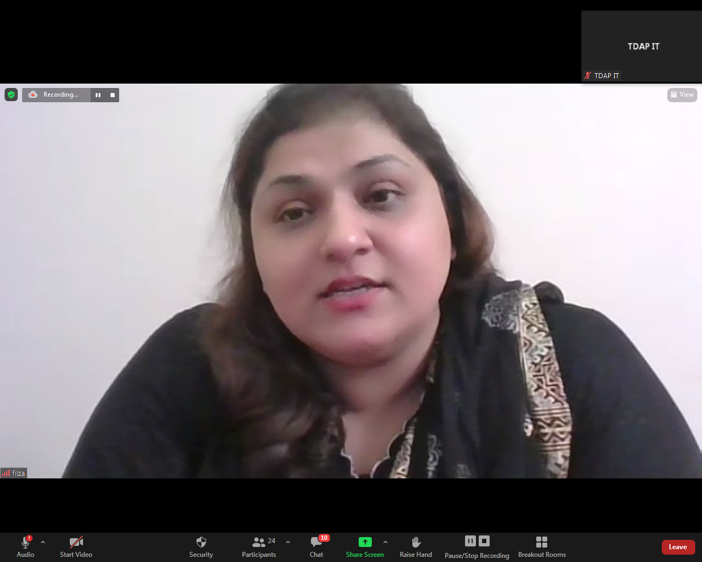 TDAP IT
TDAP IT
Recording...
View
fiza
24
10
Audio
Start Video
Security
Participants
Chat
Share Screen
Raise Hand
Pause/Stop Recording
Breakout Rooms
Leave